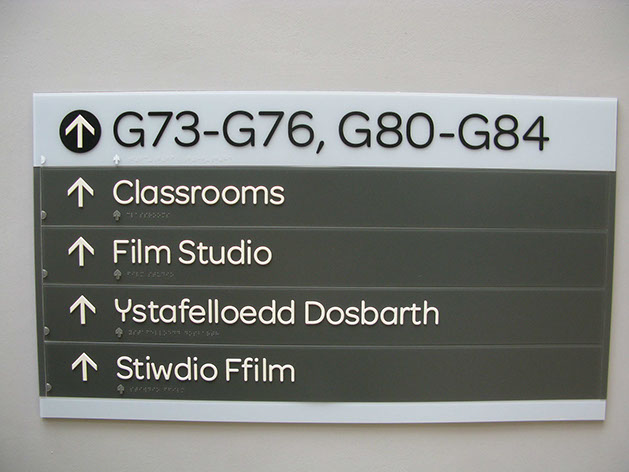 G73-G76, G80-G84
Classrooms
Film Studio
Ystafelloedd Dosbarth
Stiwdio Ffilm